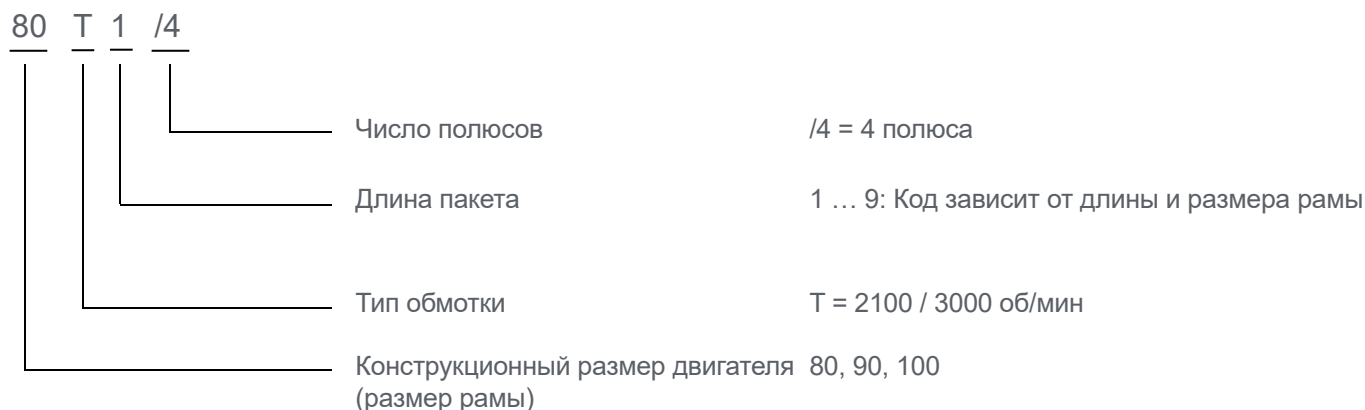 80 T 1 /4
Число полюсов /4 = 4 полюса
Длина пакета 1 … 9: Код зависит от длины и размера рамы
Тип обмотки T = 2100 / 3000 об/мин
Конструкционный размер двигателя 80, 90, 100
(размер рамы)